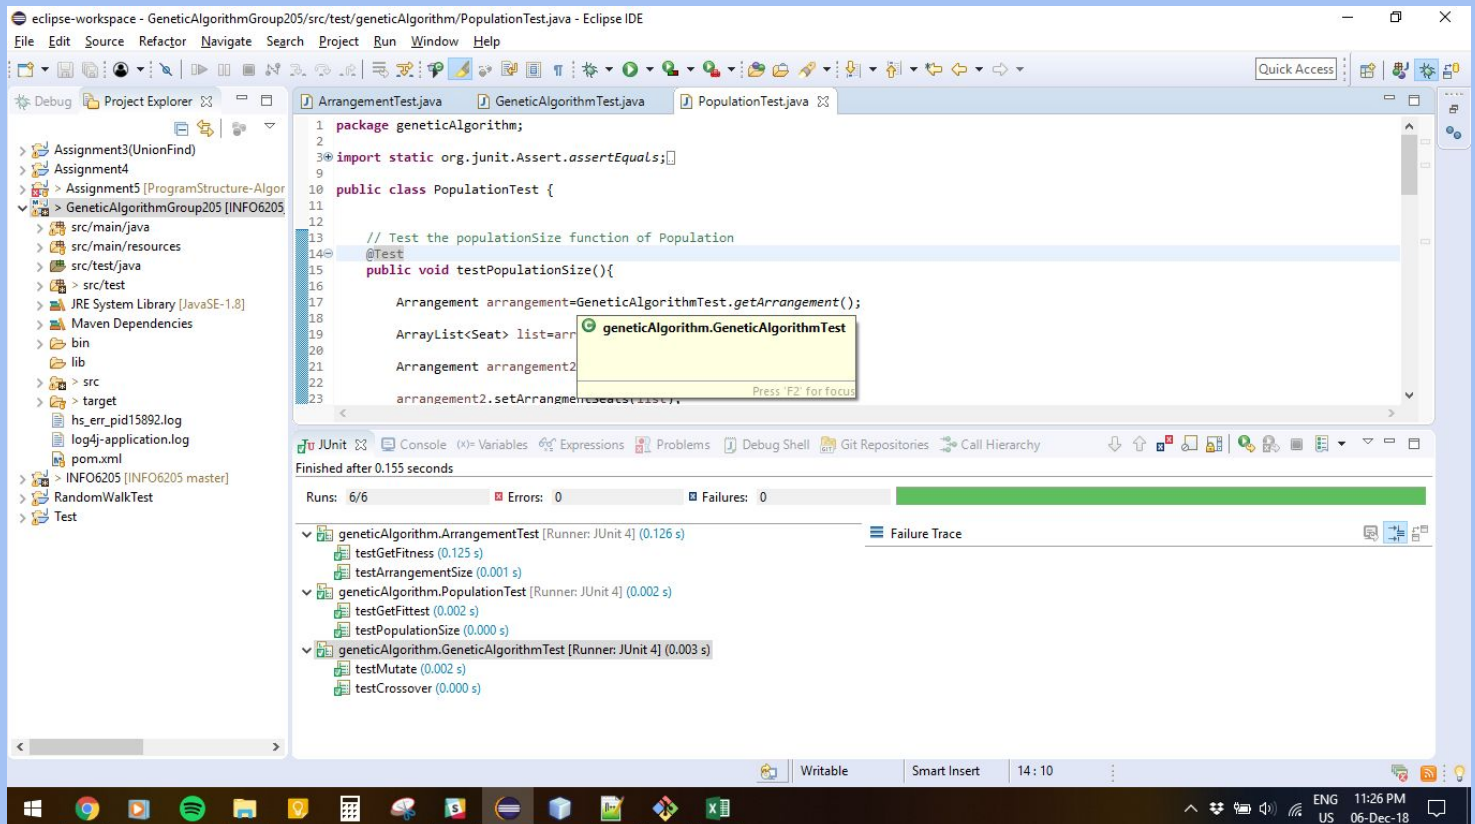 eclipse-workspace - GeneticAlgorithmGroup205/src/test/geneticAlgorithm/PopulationTest.java - Eclipse IDE
File Edit Source Refactor Navigate Search Project Run Window Help
Quick Access
Debug Project Explorer
Assignment3(UnionFind)
Assignment4
> Assignment5 [ProgramStructure-Algor
> GeneticAlgorithmGroup205 [INFO6205
src/main/java
src/main/resources
src/test/java
> src/test
JRE System Library [JavaSE-1.8]
Maven Dependencies
bin
lib
> src
> target
hs_err_pid15892.log
log4j-application.log
pom.xml
> INFO6205 [INFO6205 master]
RandomWalkTest
Test
ArrangementTest.java GeneticAlgorithmTest.java PopulationTest.java
1 package geneticAlgorithm;
2
3 import static org.junit.Assert.assertEquals;
9
10 public class PopulationTest {
11
12
13 // Test the populationSize function of Population
14 @Test
15 public void testPopulationSize(){
16
17 Arrangement arrangement=GeneticAlgorithmTest.getArrangement();
18
19 ArrayList<Seat> list=arr
20
21 Arrangement arrangement2
22
23 arrangement2.setArrangmentSeats(list);
geneticAlgorithm.GeneticAlgorithmTest
Press 'F2' for focus
JUnit Console (x)= Variables Expressions Problems Debug Shell Git Repositories Call Hierarchy
Finished after 0.155 seconds
Runs: 6/6 Errors: 0 Failures: 0
geneticAlgorithm.ArrangementTest [Runner: JUnit 4] (0.126 s)
testGetFitness (0.125 s)
testArrangementSize (0.001 s)
geneticAlgorithm.PopulationTest [Runner: JUnit 4] (0.002 s)
testGetFittest (0.002 s)
testPopulationSize (0.000 s)
geneticAlgorithm.GeneticAlgorithmTest [Runner: JUnit 4] (0.003 s)
testMutate (0.002 s)
testCrossover (0.000 s)
Failure Trace
Writable Smart Insert 14 : 10
ENG 11:26 PM
US 06-Dec-18